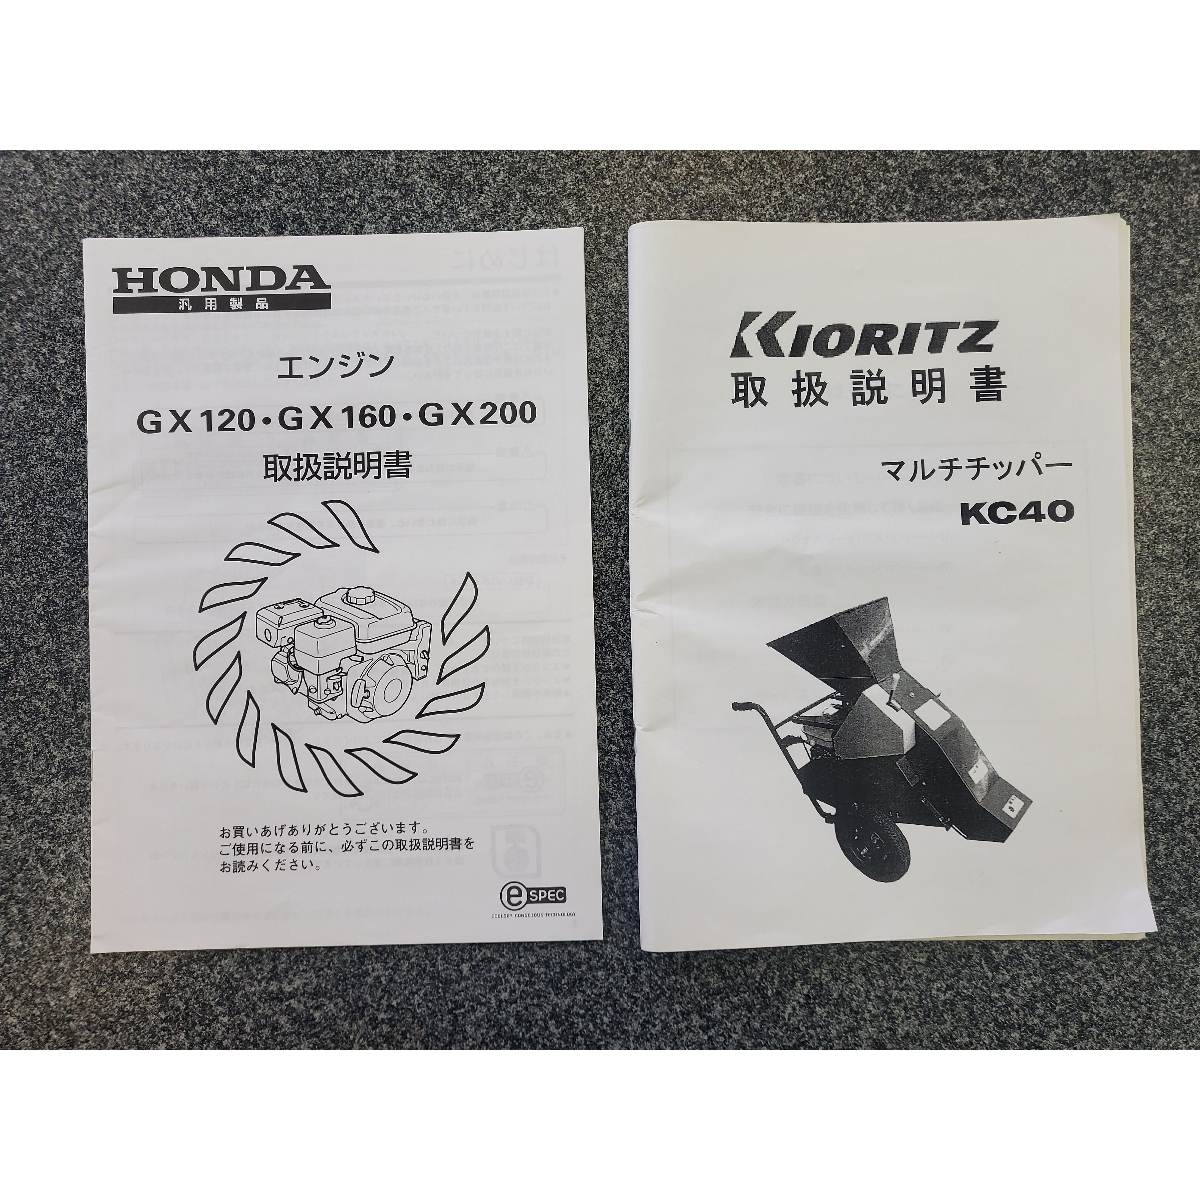 HONDA
汎用製品
エンジン
GX120・GX160・GX200
取扱説明書
お買いあげありがとうございます。
ご使用になる前に、必ずこの取扱説明書を
お読みください。
e SPEC
ECOLOGY CONSCIOUS TECHNOLOGY
KIORITZ
取扱説明書
マルチチッパー
KC40